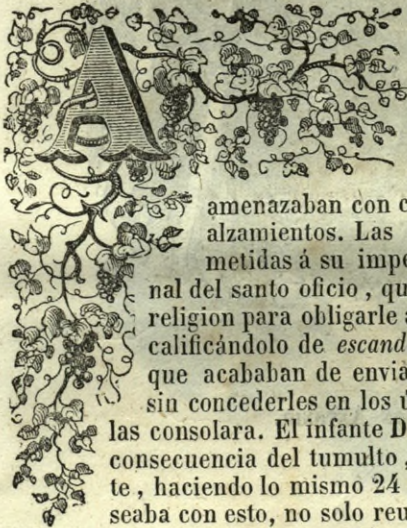 A
amenazaban con
alzamientos. Las
metidas á su impe
nal del santo oficio , qu
religion para obligarle a
calificándolo de escand
que acababan de envia
sin concederles en los ú
las consolara. El infante D
consecuencia del tumulto ,
te , haciendo lo mismo 24
seaba con esto, no solo reu